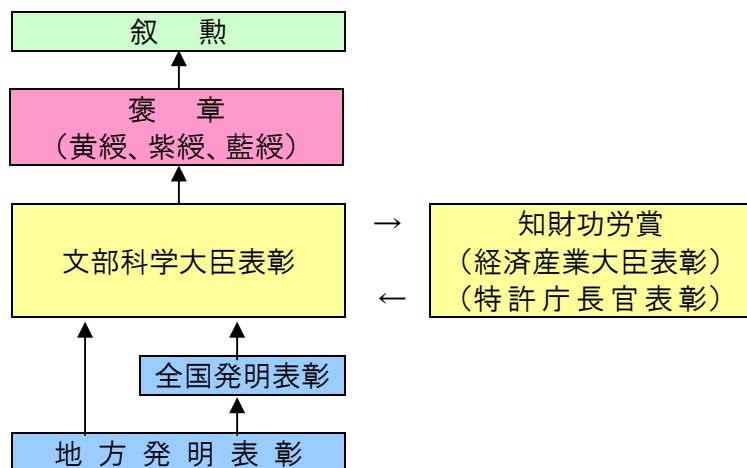 叙 勲
褒 章
（黄綬、紫綬、藍綬）
文部科学大臣表彰
→
←
知財功労賞
（経済産業大臣表彰）
（特許庁長官表彰）
全国発明表彰
地方発明表彰